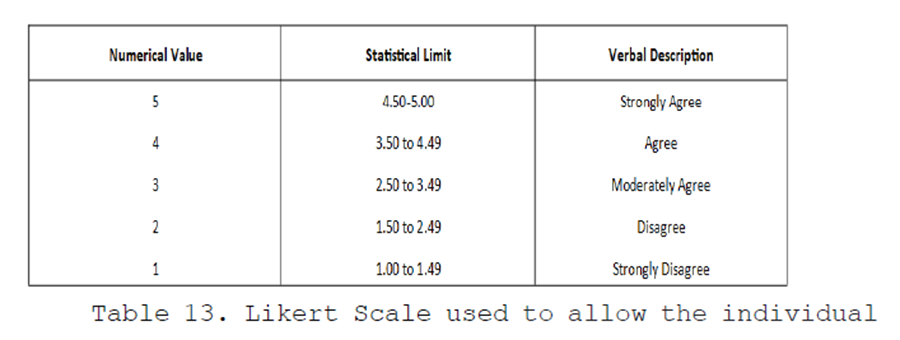 Numerical Value Statistical Limit Verbal Description
5 4.50-5.00 Strongly Agree
4 3.50 to 4.49 Agree
3 2.50 to 3.49 Moderately Agree
2 1.50 to 2.49 Disagree
1 1.00 to 1.49 Strongly Disagree
Table 13. Likert Scale used to allow the individual